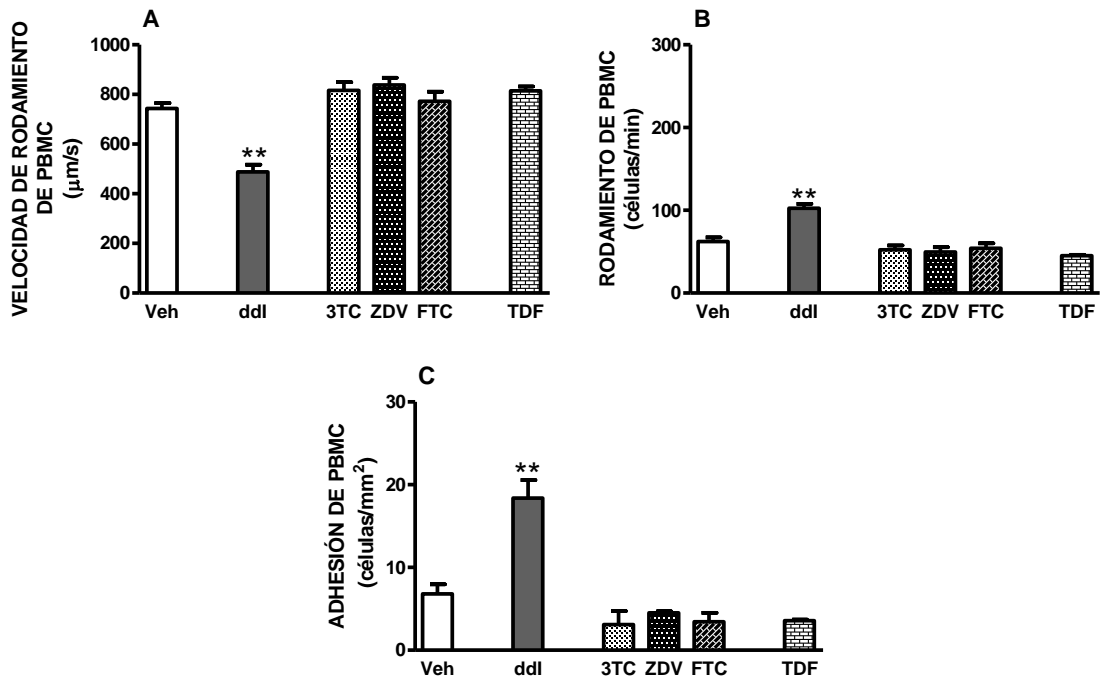 A
VELOCIDAD DE RODAMIENTO
DE PBMC
(μm/s)
1000
800
600
400
200
0
**
Veh ddI 3TC ZDV FTC TDF
B
RODAMIENTO DE PBMC
(células/min)
300
200
100
0
**
Veh ddI 3TC ZDV FTC TDF
C
ADHESIÓN DE PBMC
(células/mm²)
30
20
10
0
**
Veh ddI 3TC ZDV FTC TDF